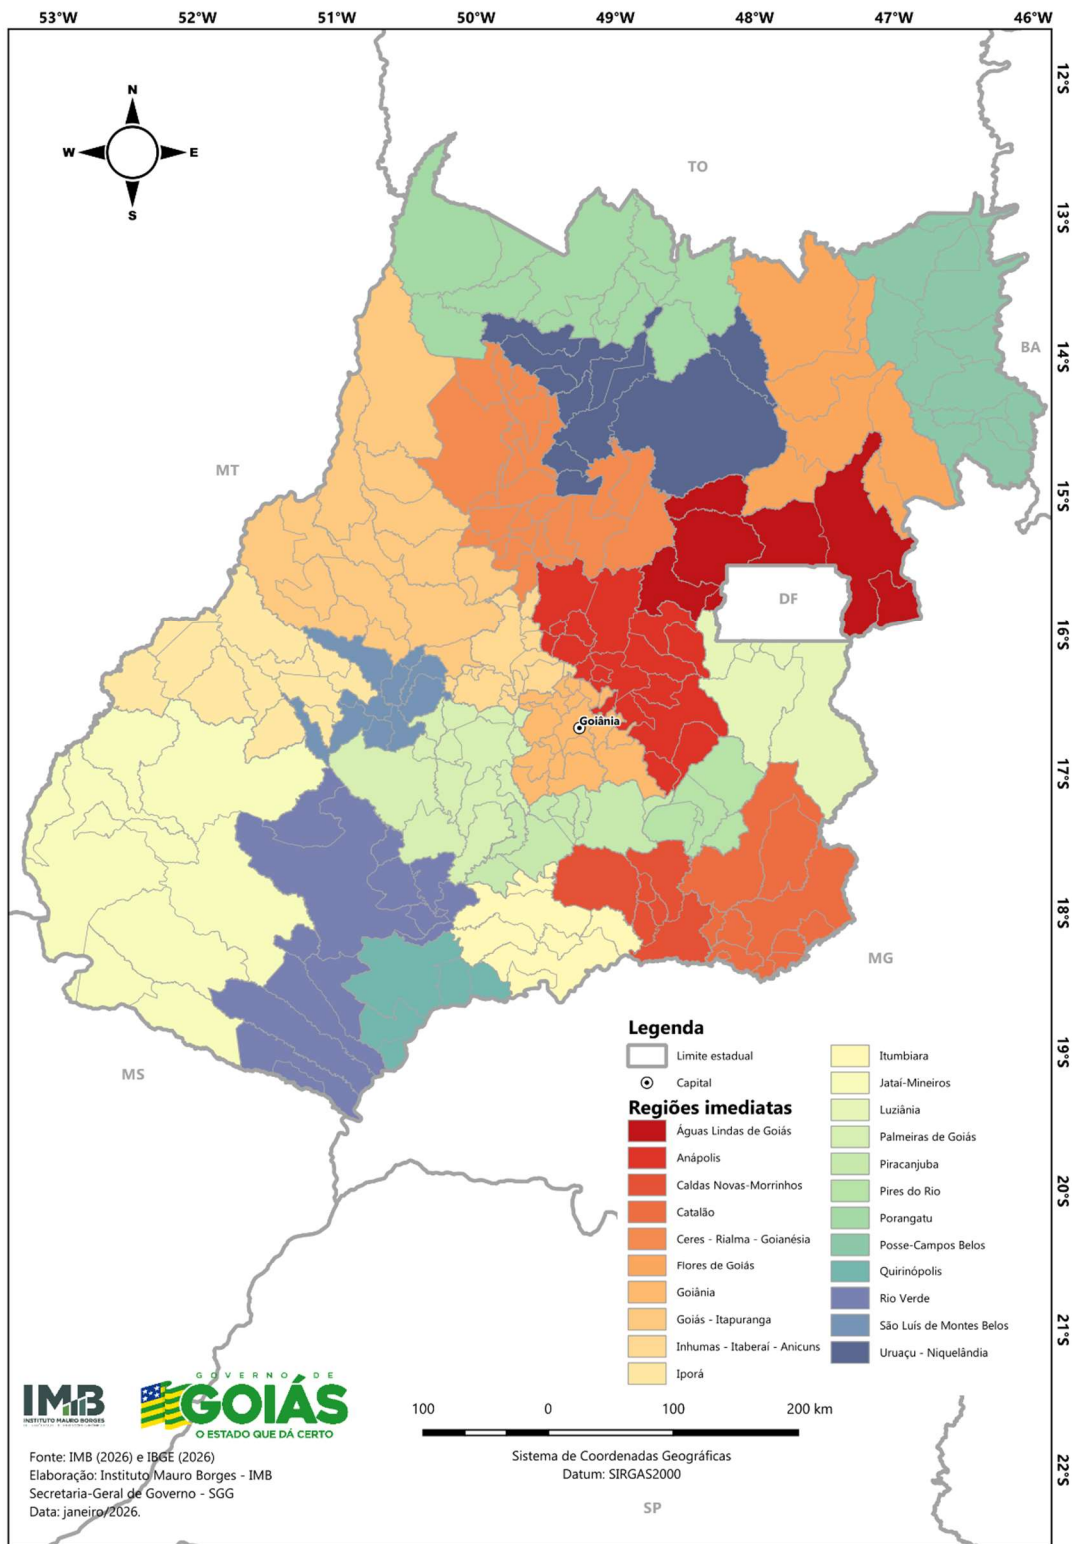 53°W 52°W 51°W 50°W 49°W 48°W 47°W 46°W
12°S
N
W E
S
TO
13°S
BA
14°S
MT
15°S
DF
16°S
Goiânia
17°S
18°S
MG
MS
19°S
Legenda
Limite estadual
Capital
Regiões imediatas
Águas Lindas de Goiás
Anápolis
Caldas Novas-Morrinhos
Catalão
Ceres - Rialma - Goianésia
Flores de Goiás
Goiânia
Goiás - Itapuranga
Inhumas - Itaberaí - Anicuns
Iporá
Itumbiara
Jataí-Mineiros
Luziânia
Palmeiras de Goiás
Piracanjuba
Pires do Rio
Porangatu
Posse-Campos Belos
Quirinópolis
Rio Verde
São Luís de Montes Belos
Uruaçu - Niquelândia
20°S
21°S
22°S
IMB
INSTITUTO MAURO BORGES
GOVERNO DE
GOIÁS
O ESTADO QUE DÁ CERTO
100 0 100 200 km
Sistema de Coordenadas Geográficas
Datum: SIRGAS2000
Fonte: IMB (2026) e IBGE (2026)
Elaboração: Instituto Mauro Borges - IMB
Secretaria-Geral de Governo - SGG
Data: janeiro/2026.
SP